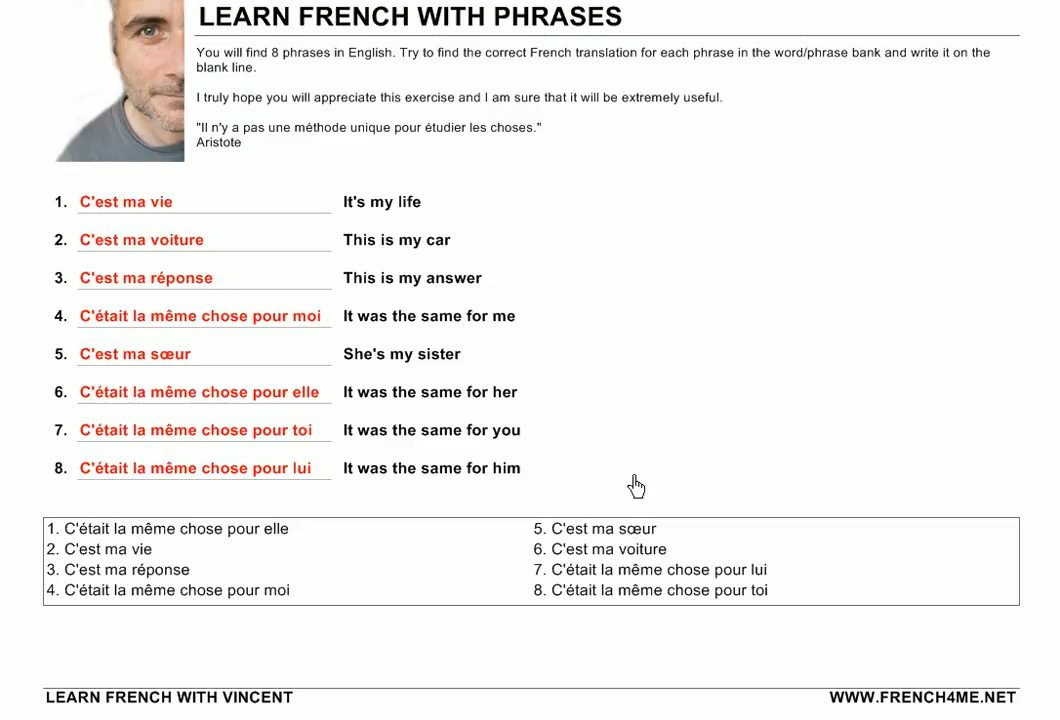 LEARN FRENCH WITH PHRASES
You will find 8 phrases in English. Try to find the correct French translation for each phrase in the word/phrase bank and write it on the
blank line.
I truly hope you will appreciate this exercise and I am sure that it will be extremely useful.
"Il n'y a pas une méthode unique pour étudier les choses."
Aristote
1. C'est ma vie It's my life
2. C'est ma voiture This is my car
3. C'est ma réponse This is my answer
4. C'était la même chose pour moi It was the same for me
5. C'est ma sœur She's my sister
6. C'était la même chose pour elle It was the same for her
7. C'était la même chose pour toi It was the same for you
8. C'était la même chose pour lui It was the same for him
1. C'était la même chose pour elle
2. C'est ma vie
3. C'est ma réponse
4. C'était la même chose pour moi
5. C'est ma sœur
6. C'est ma voiture
7. C'était la même chose pour lui
8. C'était la même chose pour toi
LEARN FRENCH WITH VINCENT WWW.FRENCH4ME.NET